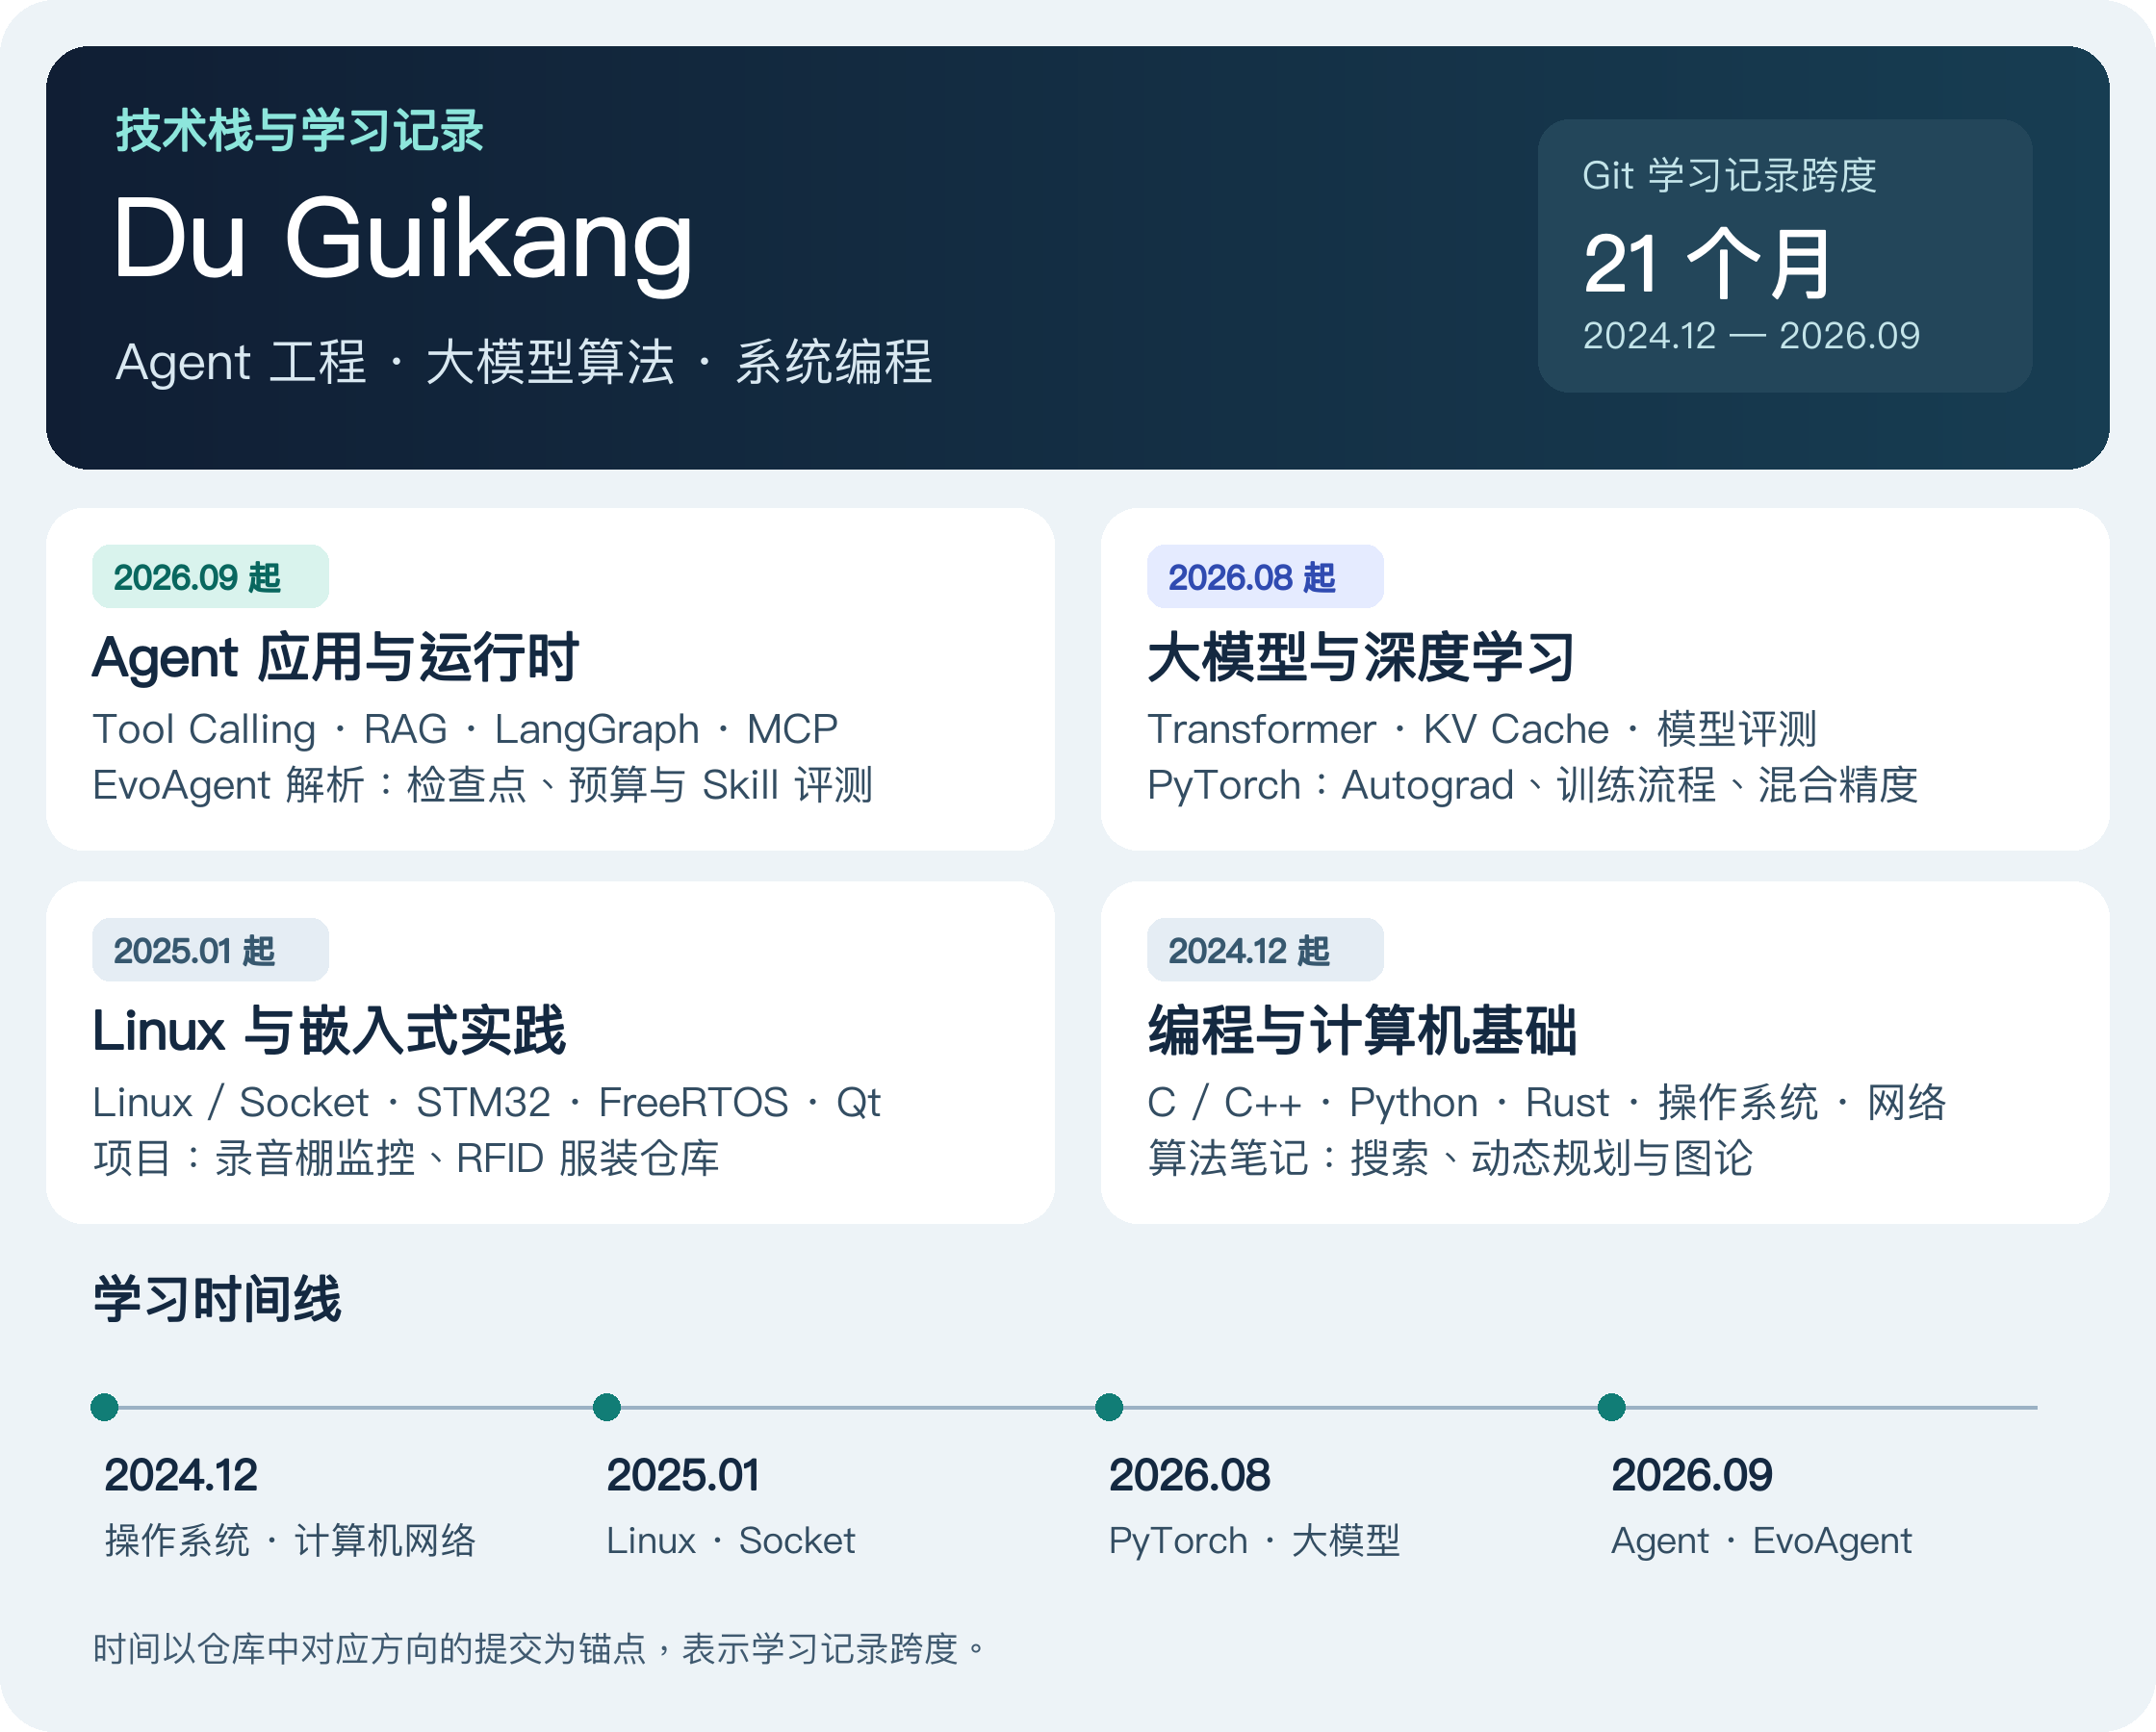 技术栈与学习记录
Du Guikang
Agent 工程 · 大模型算法 · 系统编程
Git 学习记录跨度
21 个月
2024.12 — 2026.09
2026.09 起
Agent 应用与运行时
Tool Calling · RAG · LangGraph · MCP
EvoAgent 解析：检查点、预算与 Skill 评测
2026.08 起
大模型与深度学习
Transformer · KV Cache · 模型评测
PyTorch：Autograd、训练流程、混合精度
2025.01 起
Linux 与嵌入式实践
Linux / Socket · STM32 · FreeRTOS · Qt
项目：录音棚监控、RFID 服装仓库
2024.12 起
编程与计算机基础
C / C++ · Python · Rust · 操作系统 · 网络
算法笔记：搜索、动态规划与图论
学习时间线
2024.12
操作系统 · 计算机网络
2025.01
Linux · Socket
2026.08
PyTorch · 大模型
2026.09
Agent · EvoAgent
时间以仓库中对应方向的提交为锚点，表示学习记录跨度。